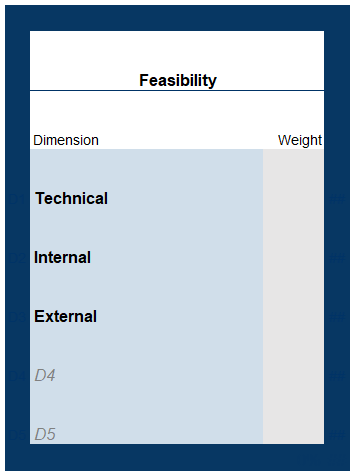 Feasibility
Dimension Weight
Technical
Internal
External
D4
D5